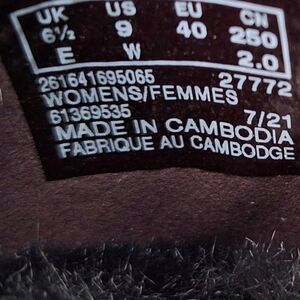 UK US EU CN
6½ 9 40 250
E W 2.0
261641695065 27772
WOMENS/FEMMES
61369535 7/21
MADE IN CAMBODIA
FABRIQUE AU CAMBODGE